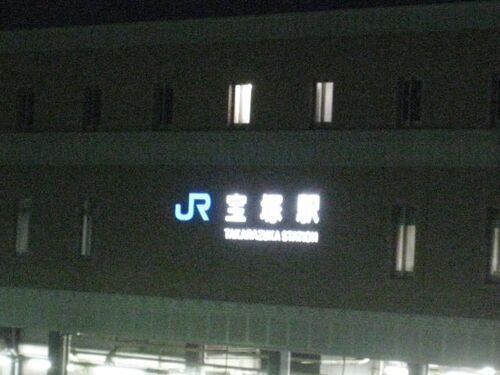 JR 宝塚駅
TAKARAZUKA STATION